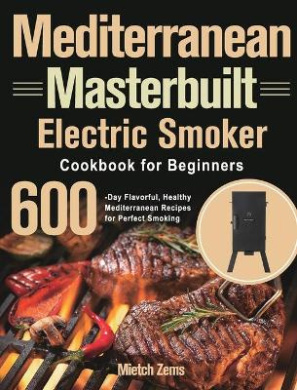 Mediterranean
Masterbuilt
Electric Smoker
Cookbook for Beginners
600
-Day Flavorful, Healthy
Mediterranean Recipes
for Perfect Smoking
Mietch Zems